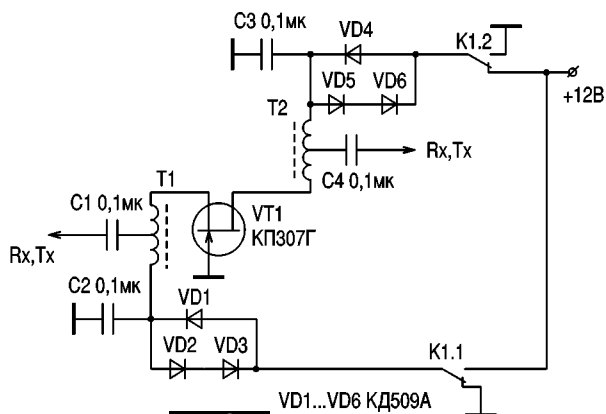 C3 0,1мк
VD4
K1.2
VD5
VD6
+12В
T2
Rx,Tx
C4 0,1мк
T1
C1 0,1мк
VT1
КП307Г
Rx,Tx
C2 0,1мк
VD1
VD2
VD3
K1.1
VD1...VD6 КД509А